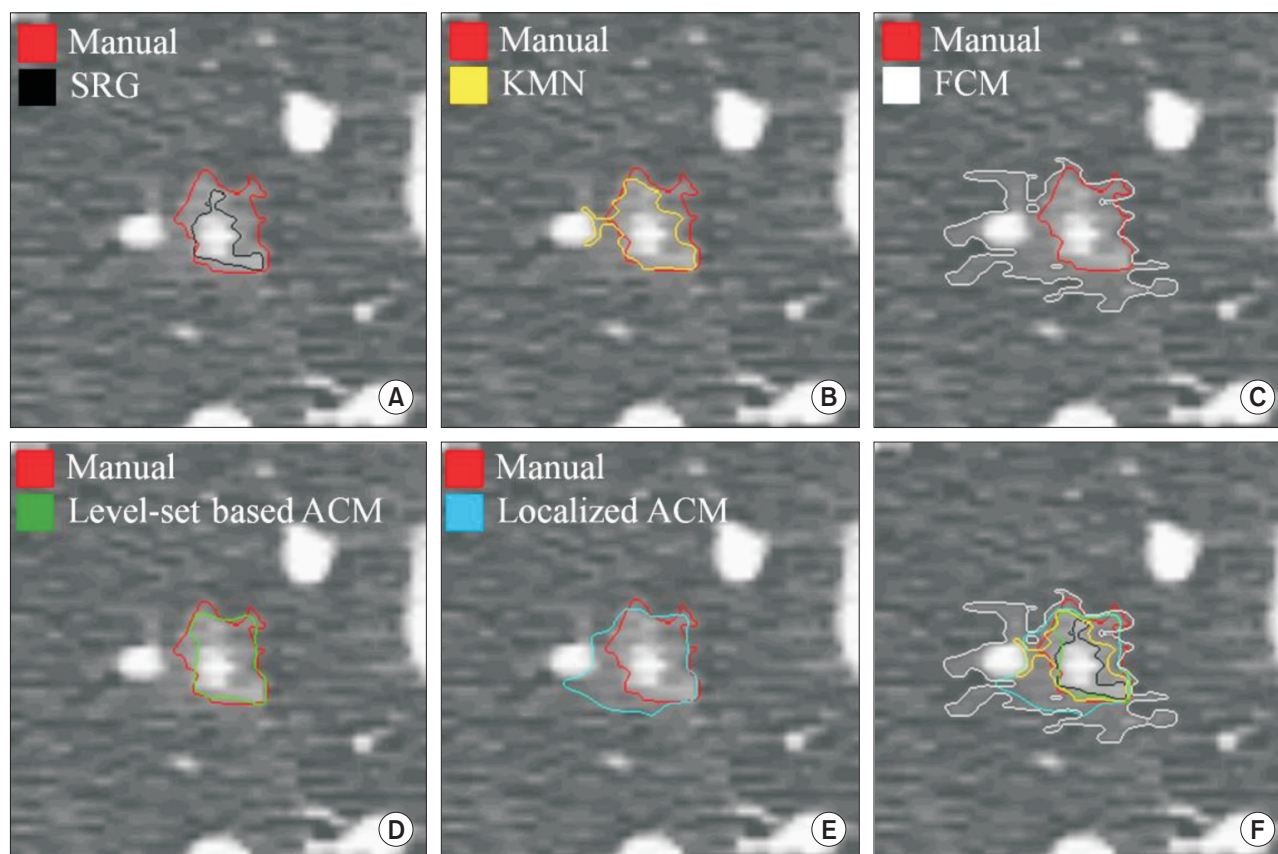 Manual
SRG
A
Manual
KMN
B
Manual
FCM
C
Manual
Level-set based ACM
D
Manual
Localized ACM
E
F